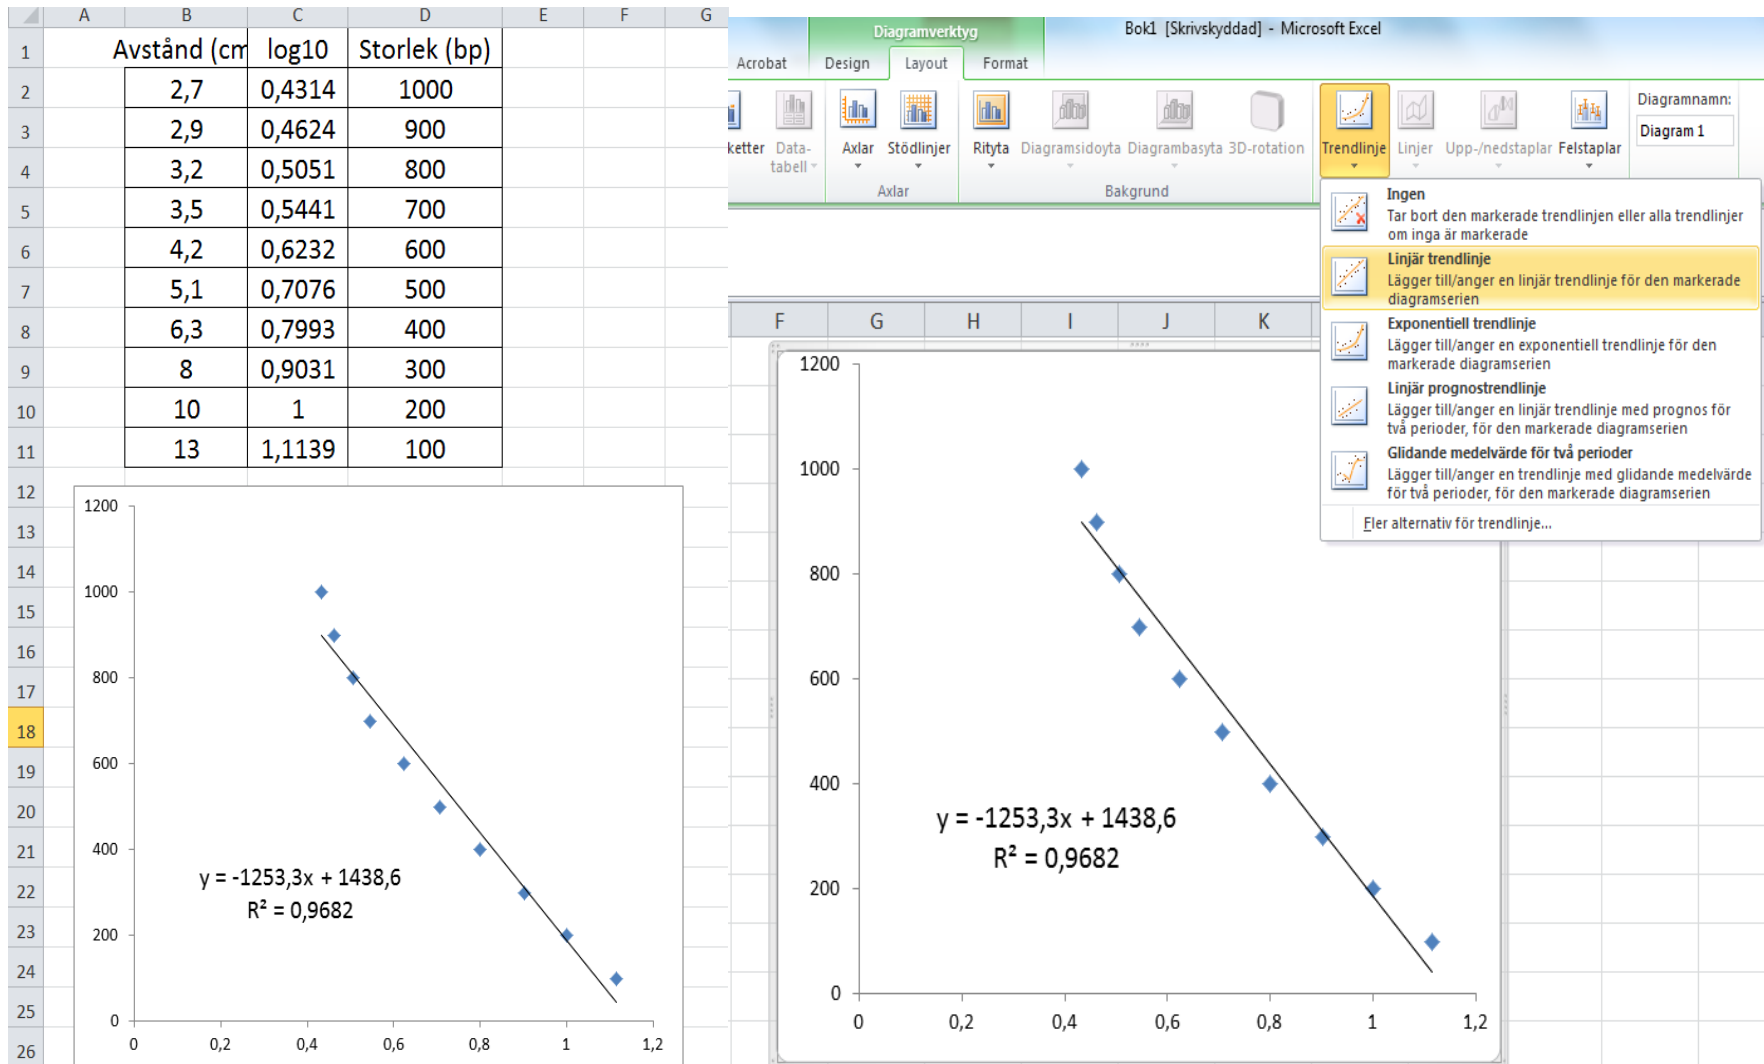 A B C D E F G
1 Avstånd (cm log10 Storlek (bp)
2 2,7 0,4314 1000
3 2,9 0,4624 900
4 3,2 0,5051 800
5 3,5 0,5441 700
6 4,2 0,6232 600
7 5,1 0,7076 500
8 6,3 0,7993 400
9 8 0,9031 300
10 10 1 200
11 13 1,1139 100
12
13
14
15
16
17
18
19
20
21
22
23
24
25
26
1200
1000
800
600
400
200
0
y = -1253,3x + 1438,6
R² = 0,9682
0 0,2 0,4 0,6 0,8 1 1,2
Diagramverktyg
Bok1 [Skrivskyddad] - Microsoft Excel
Acrobat Design Layout Format
ketter Data-
tabell
Axlar Stödlinjer
Rityta Diagramsidoyta Diagrambasyta 3D-rotation
Trendlinje Linjer Upp-/nedstaplar Felstaplar
Diagramnamn:
Diagram 1
Axlar
Bakgrund
Ingen
Tar bort den markerade trendlinjen eller alla trendlinjer
om inga är markerade
Linjär trendlinje
Lägger till/anger en linjär trendlinje för den markerade
diagramserien
Exponentiell trendlinje
Lägger till/anger en exponentiell trendlinje för den
markerade diagramserien
Linjär prognostrendlinje
Lägger till/anger en linjär trendlinje med prognos för
två perioder, för den markerade diagramserien
Glidande medelvärde för två perioder
Lägger till/anger en trendlinje med glidande medelvärde
för två perioder, för den markerade diagramserien
Fler alternativ för trendlinje...
F G H I J K
1200
1000
800
600
400
200
0
y = -1253,3x + 1438,6
R² = 0,9682
0 0,2 0,4 0,6 0,8 1 1,2